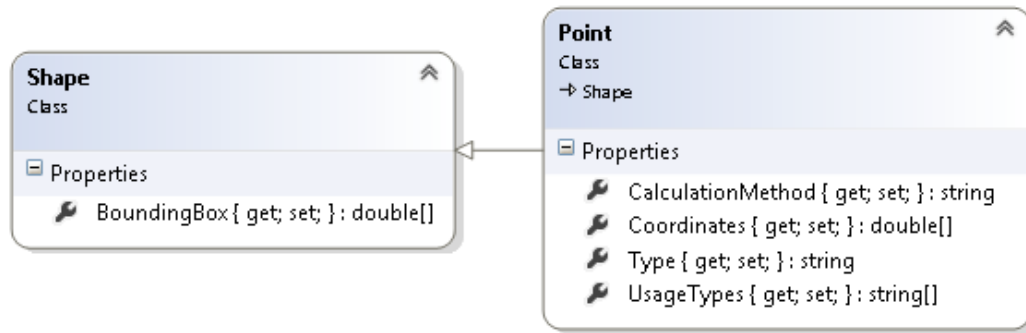 Shape
Class
Properties
BoundingBox { get; set; } : double[]
Point
Class
Shape
Properties
CalculationMethod { get; set; } : string
Coordinates { get; set; } : double[]
Type { get; set; } : string
UsageTypes { get; set; } : string[]